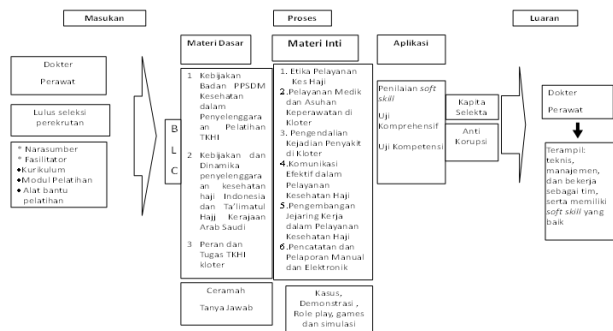 Masukan
Proses
Luaran
Dokter
Perawat
Lulus seleksi
perekrutan
* Narasumber
* Fasilitator
◆Kurikulum
◆Modul Pelatihan
◆Alat bantu
pelatihan
B
L
C
Materi Dasar
1 Kebijakan
Badan PPSDM
Kesehatan
dalam
Penyelenggara
an Pelatihan
TKHI
2 Kebijakan dan
Dinamika
penyelenggara
an kesehatan
haji Indonesia
dan Ta'limatul
Hajj Kerajaan
Arab Saudi
3 Peran dan
Tugas TKHI
kloter
Ceramah
Tanya Jawab
Materi Inti
1. Etika Pelayanan
Kes Haji
2.Pelayanan Medik
dan Asuhan
Keperawatan di
Kloter
3. Pengendalian
Kejadian Penyakit
di Kloter
4.Komunikasi
Efektif dalam
Pelayanan
Kesehatan Haji
5.Pengembangan
Jejaring Kerja
dalam Pelayanan
Kesehatan Haji
6.Pencatatan dan
Pelaporan Manual
dan Elektronik
Kasus,
Demonstrasi,
Role play, games
dan simulasi
Aplikasi
Penilaian soft
skill
Uji
Komprehensif
Uji Kompetensi
Kapita
Selekta
Anti
Korupsi
Dokter
Perawat
Terampil:
teknis,
manajemen,
dan bekerja
sebagai tim,
serta memiliki
soft skill yang
baik